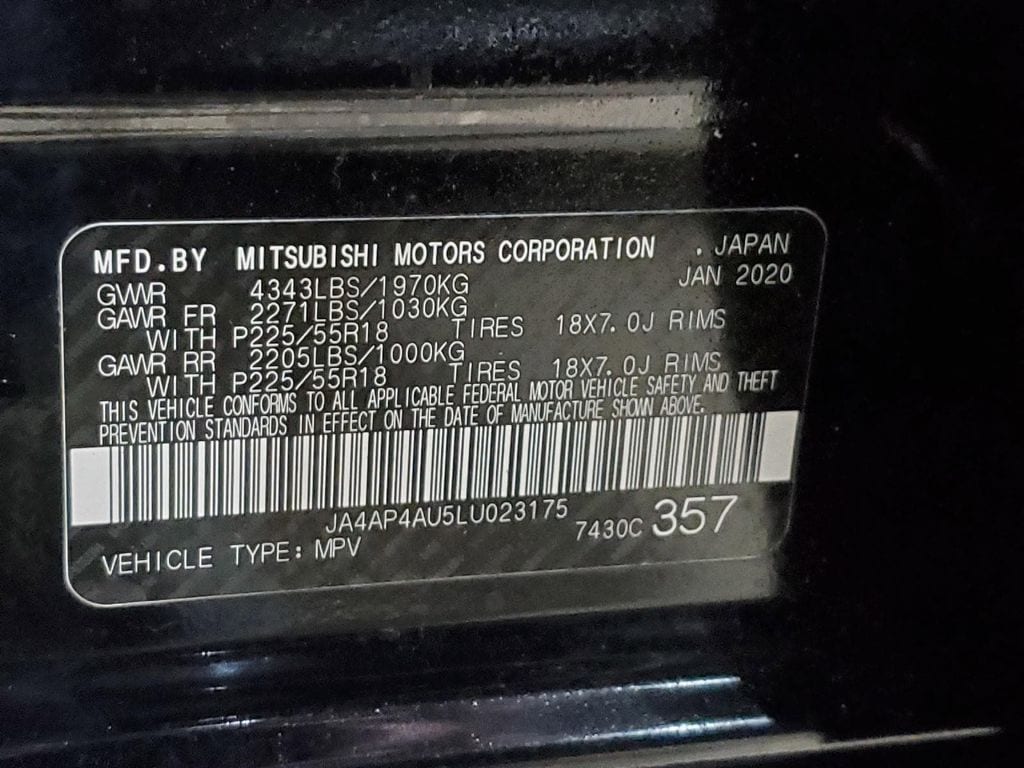 MFD.BY MITSUBISHI MOTORS CORPORATION . JAPAN
JAN 2020
GVWR 4343LBS/1970KG
GAWR FR 2271LBS/1030KG
WITH P225/55R18 TIRES 18X7.0J RIMS
GAWR RR 2205LBS/1000KG
WITH P225/55R18 TIRES 18X7.0J RIMS
THIS VEHICLE CONFORMS TO ALL APPLICABLE FEDERAL MOTOR VEHICLE SAFETY AND THEFT
PREVENTION STANDARDS IN EFFECT ON THE DATE OF MANUFACTURE SHOWN ABOVE.
JA4AP4AU5LU023175
7430C 357
VEHICLE TYPE: MPV